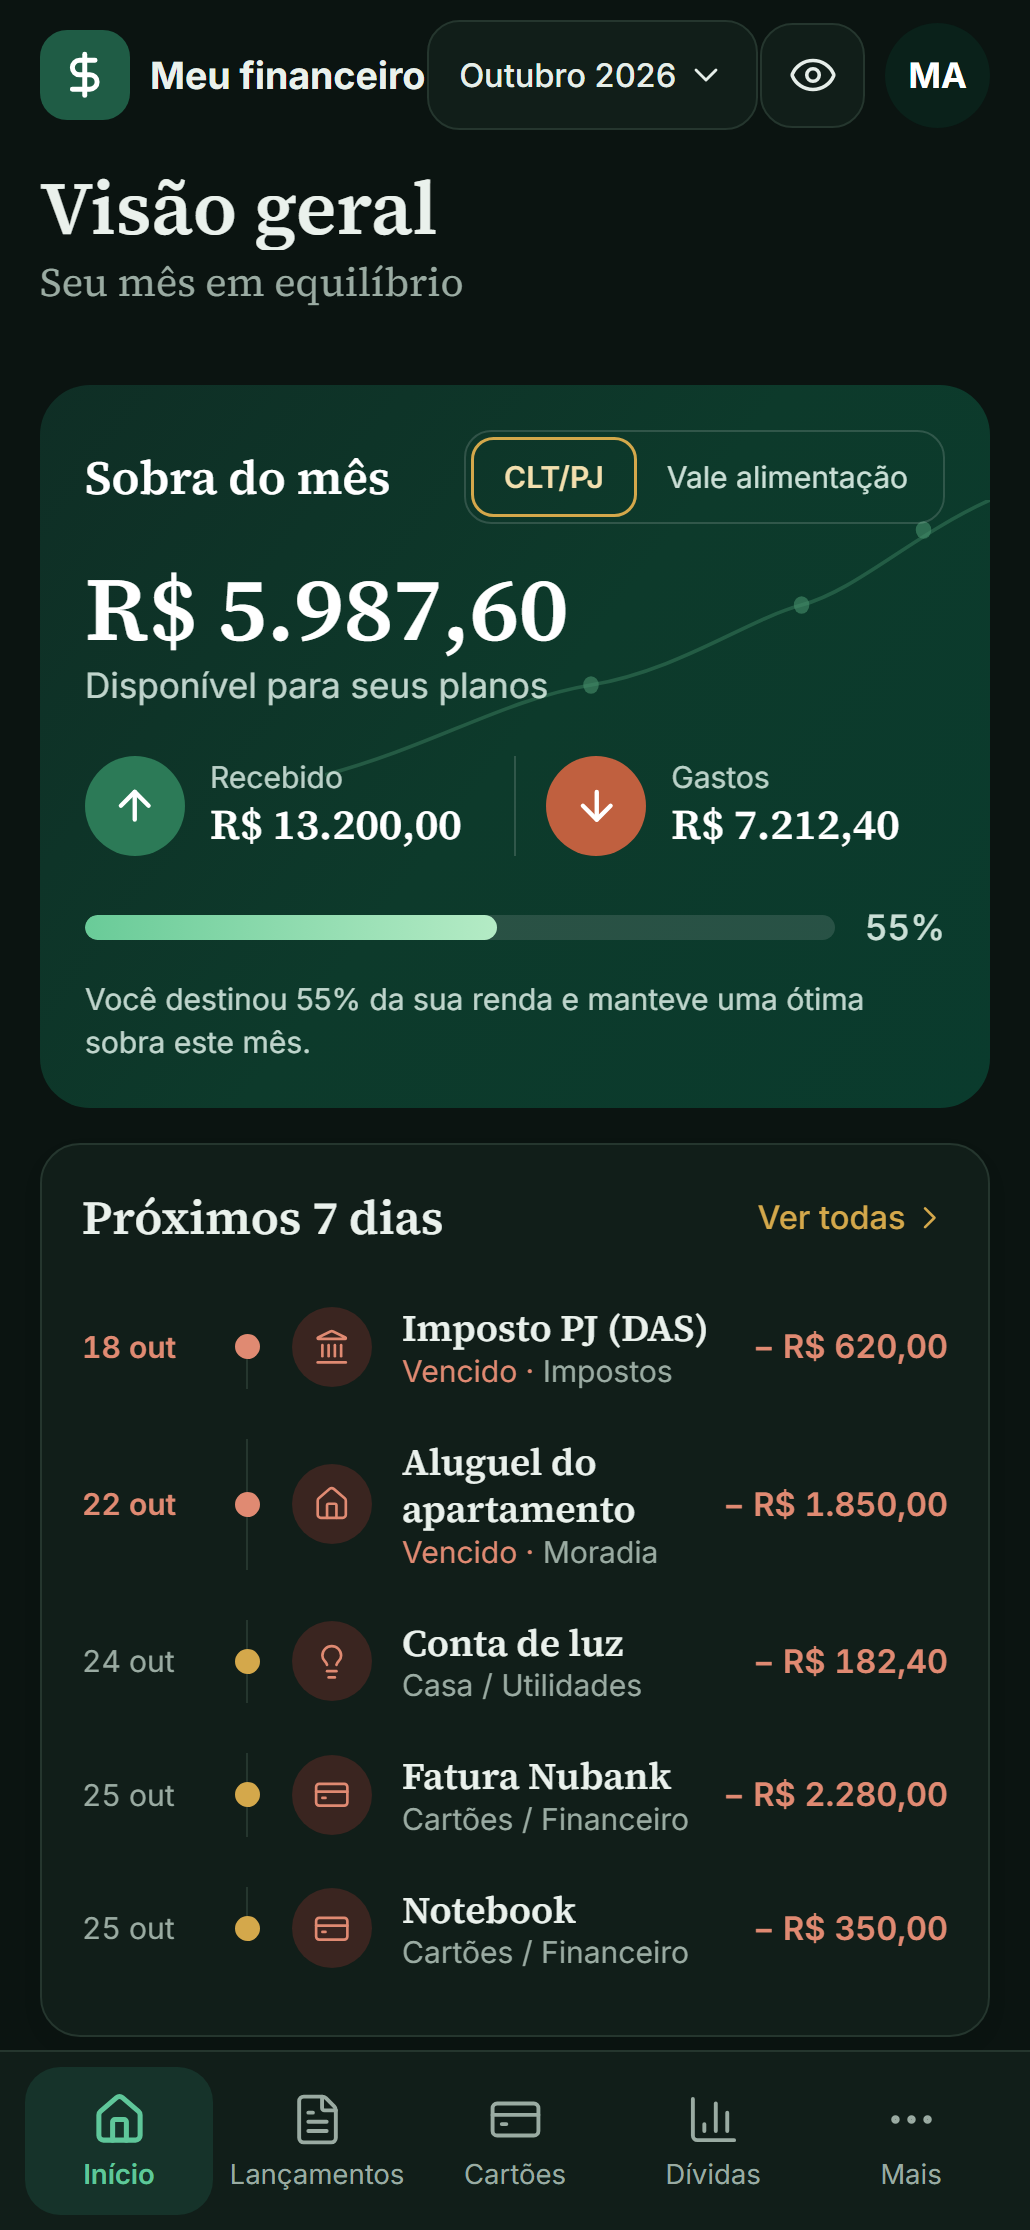 $ Meu financeiro Outubro 2026 MA
Visão geral
Seu mês em equilíbrio
Sobra do mês CLT/PJ Vale alimentação
R$ 5.987,60
Disponível para seus planos
Recebido Gastos
R$ 13.200,00 R$ 7.212,40
55%
Você destinou 55% da sua renda e manteve uma ótima
sobra este mês.
Próximos 7 dias Ver todas
18 out Imposto PJ (DAS) – R$ 620,00
Vencido · Impostos
Aluguel do
22 out apartamento – R$ 1.850,00
Vencido · Moradia
24 out Conta de luz – R$ 182,40
Casa / Utilidades
25 out Fatura Nubank – R$ 2.280,00
Cartões / Financeiro
25 out Notebook – R$ 350,00
Cartões / Financeiro
Início Lançamentos Cartões Dívidas Mais